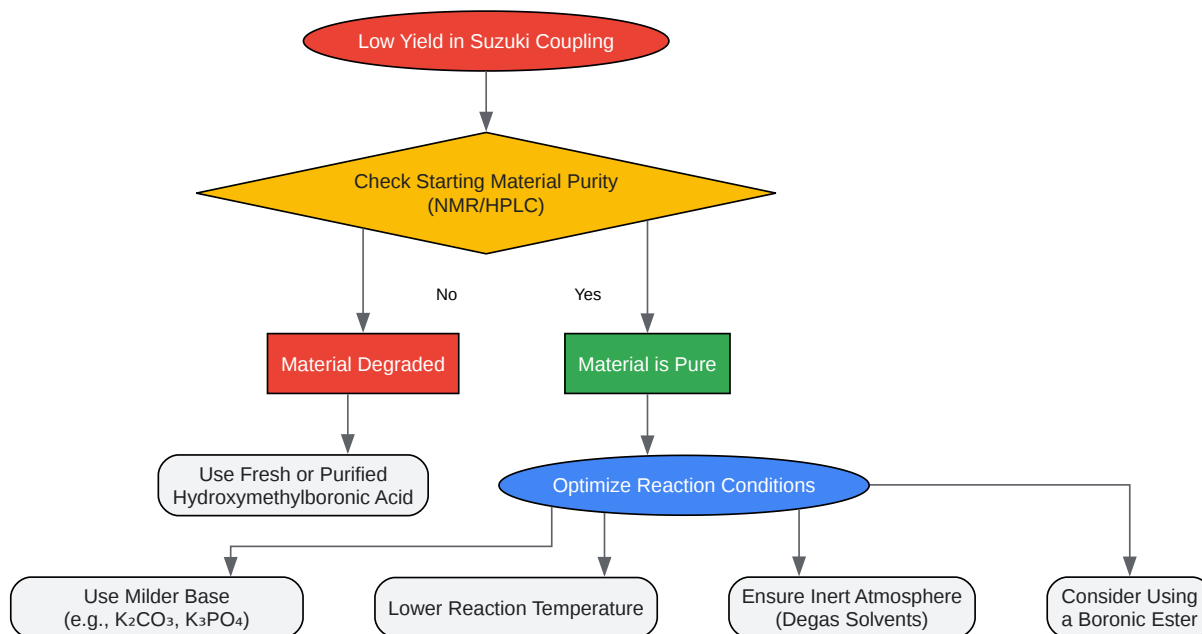 Low Yield in Suzuki Coupling
Check Starting Material Purity
(NMR/HPLC)
No
Yes
Material Degraded
Material is Pure
Use Fresh or Purified
Hydroxymethylboronic Acid
Optimize Reaction Conditions
Use Milder Base
(e.g., K₂CO₃, K₃PO₄)
Lower Reaction Temperature
Ensure Inert Atmosphere
(Degas Solvents)
Consider Using
a Boronic Ester